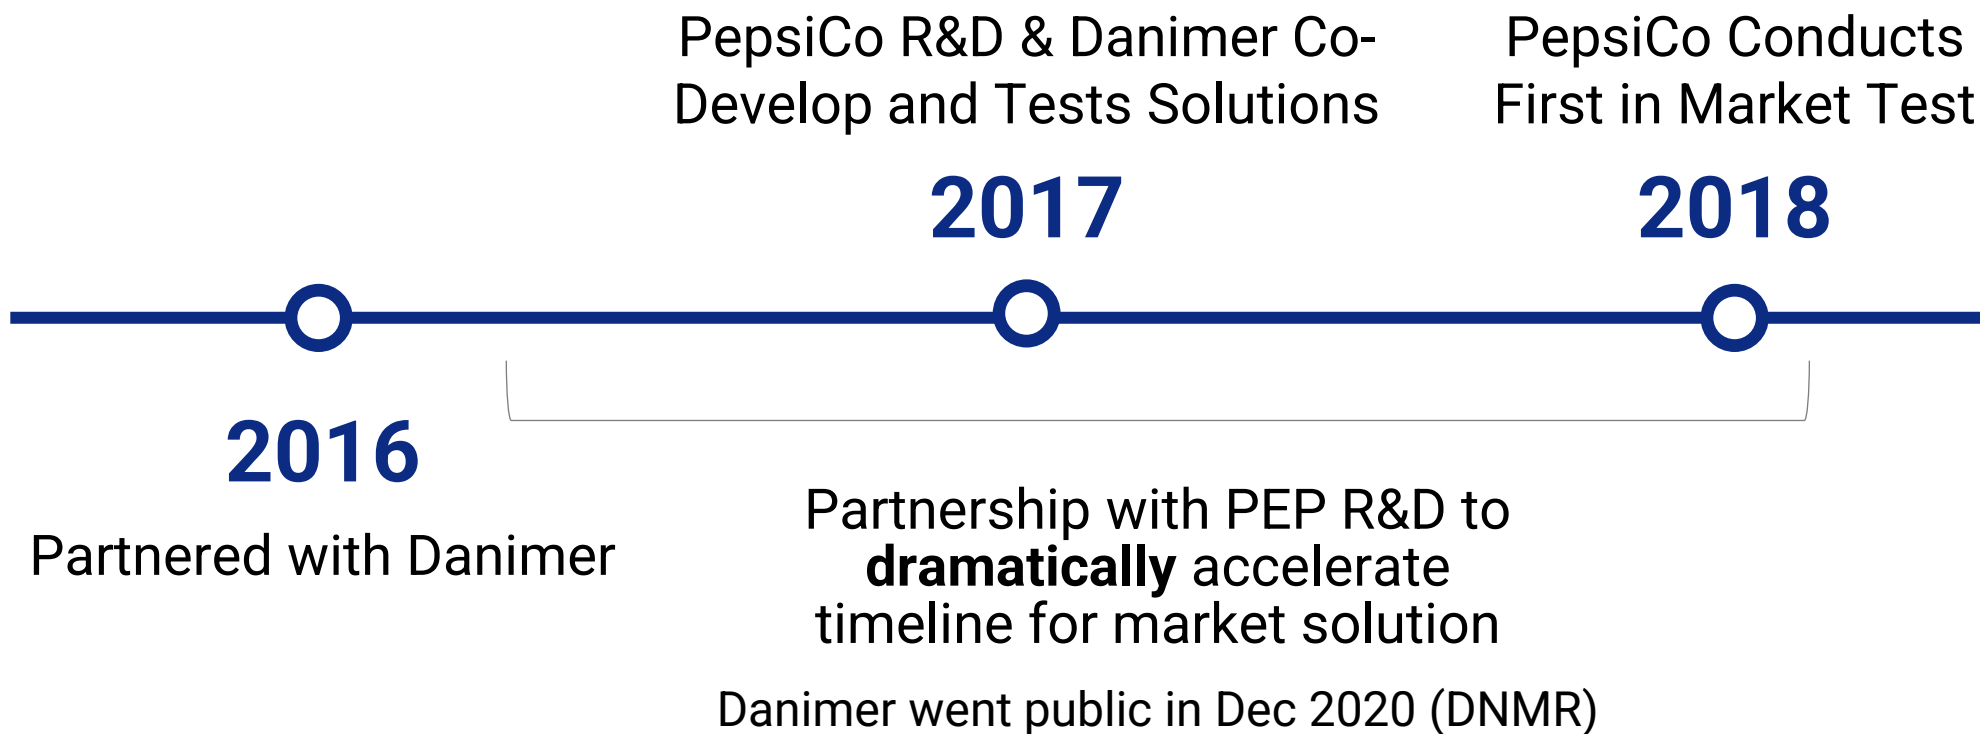 PepsiCo R&D & Danimer Co-
Develop and Tests Solutions
2017
PepsiCo Conducts
First in Market Test
2018
2016
Partnered with Danimer
Partnership with PEP R&D to
dramatically accelerate
timeline for market solution
Danimer went public in Dec 2020 (DNMR)